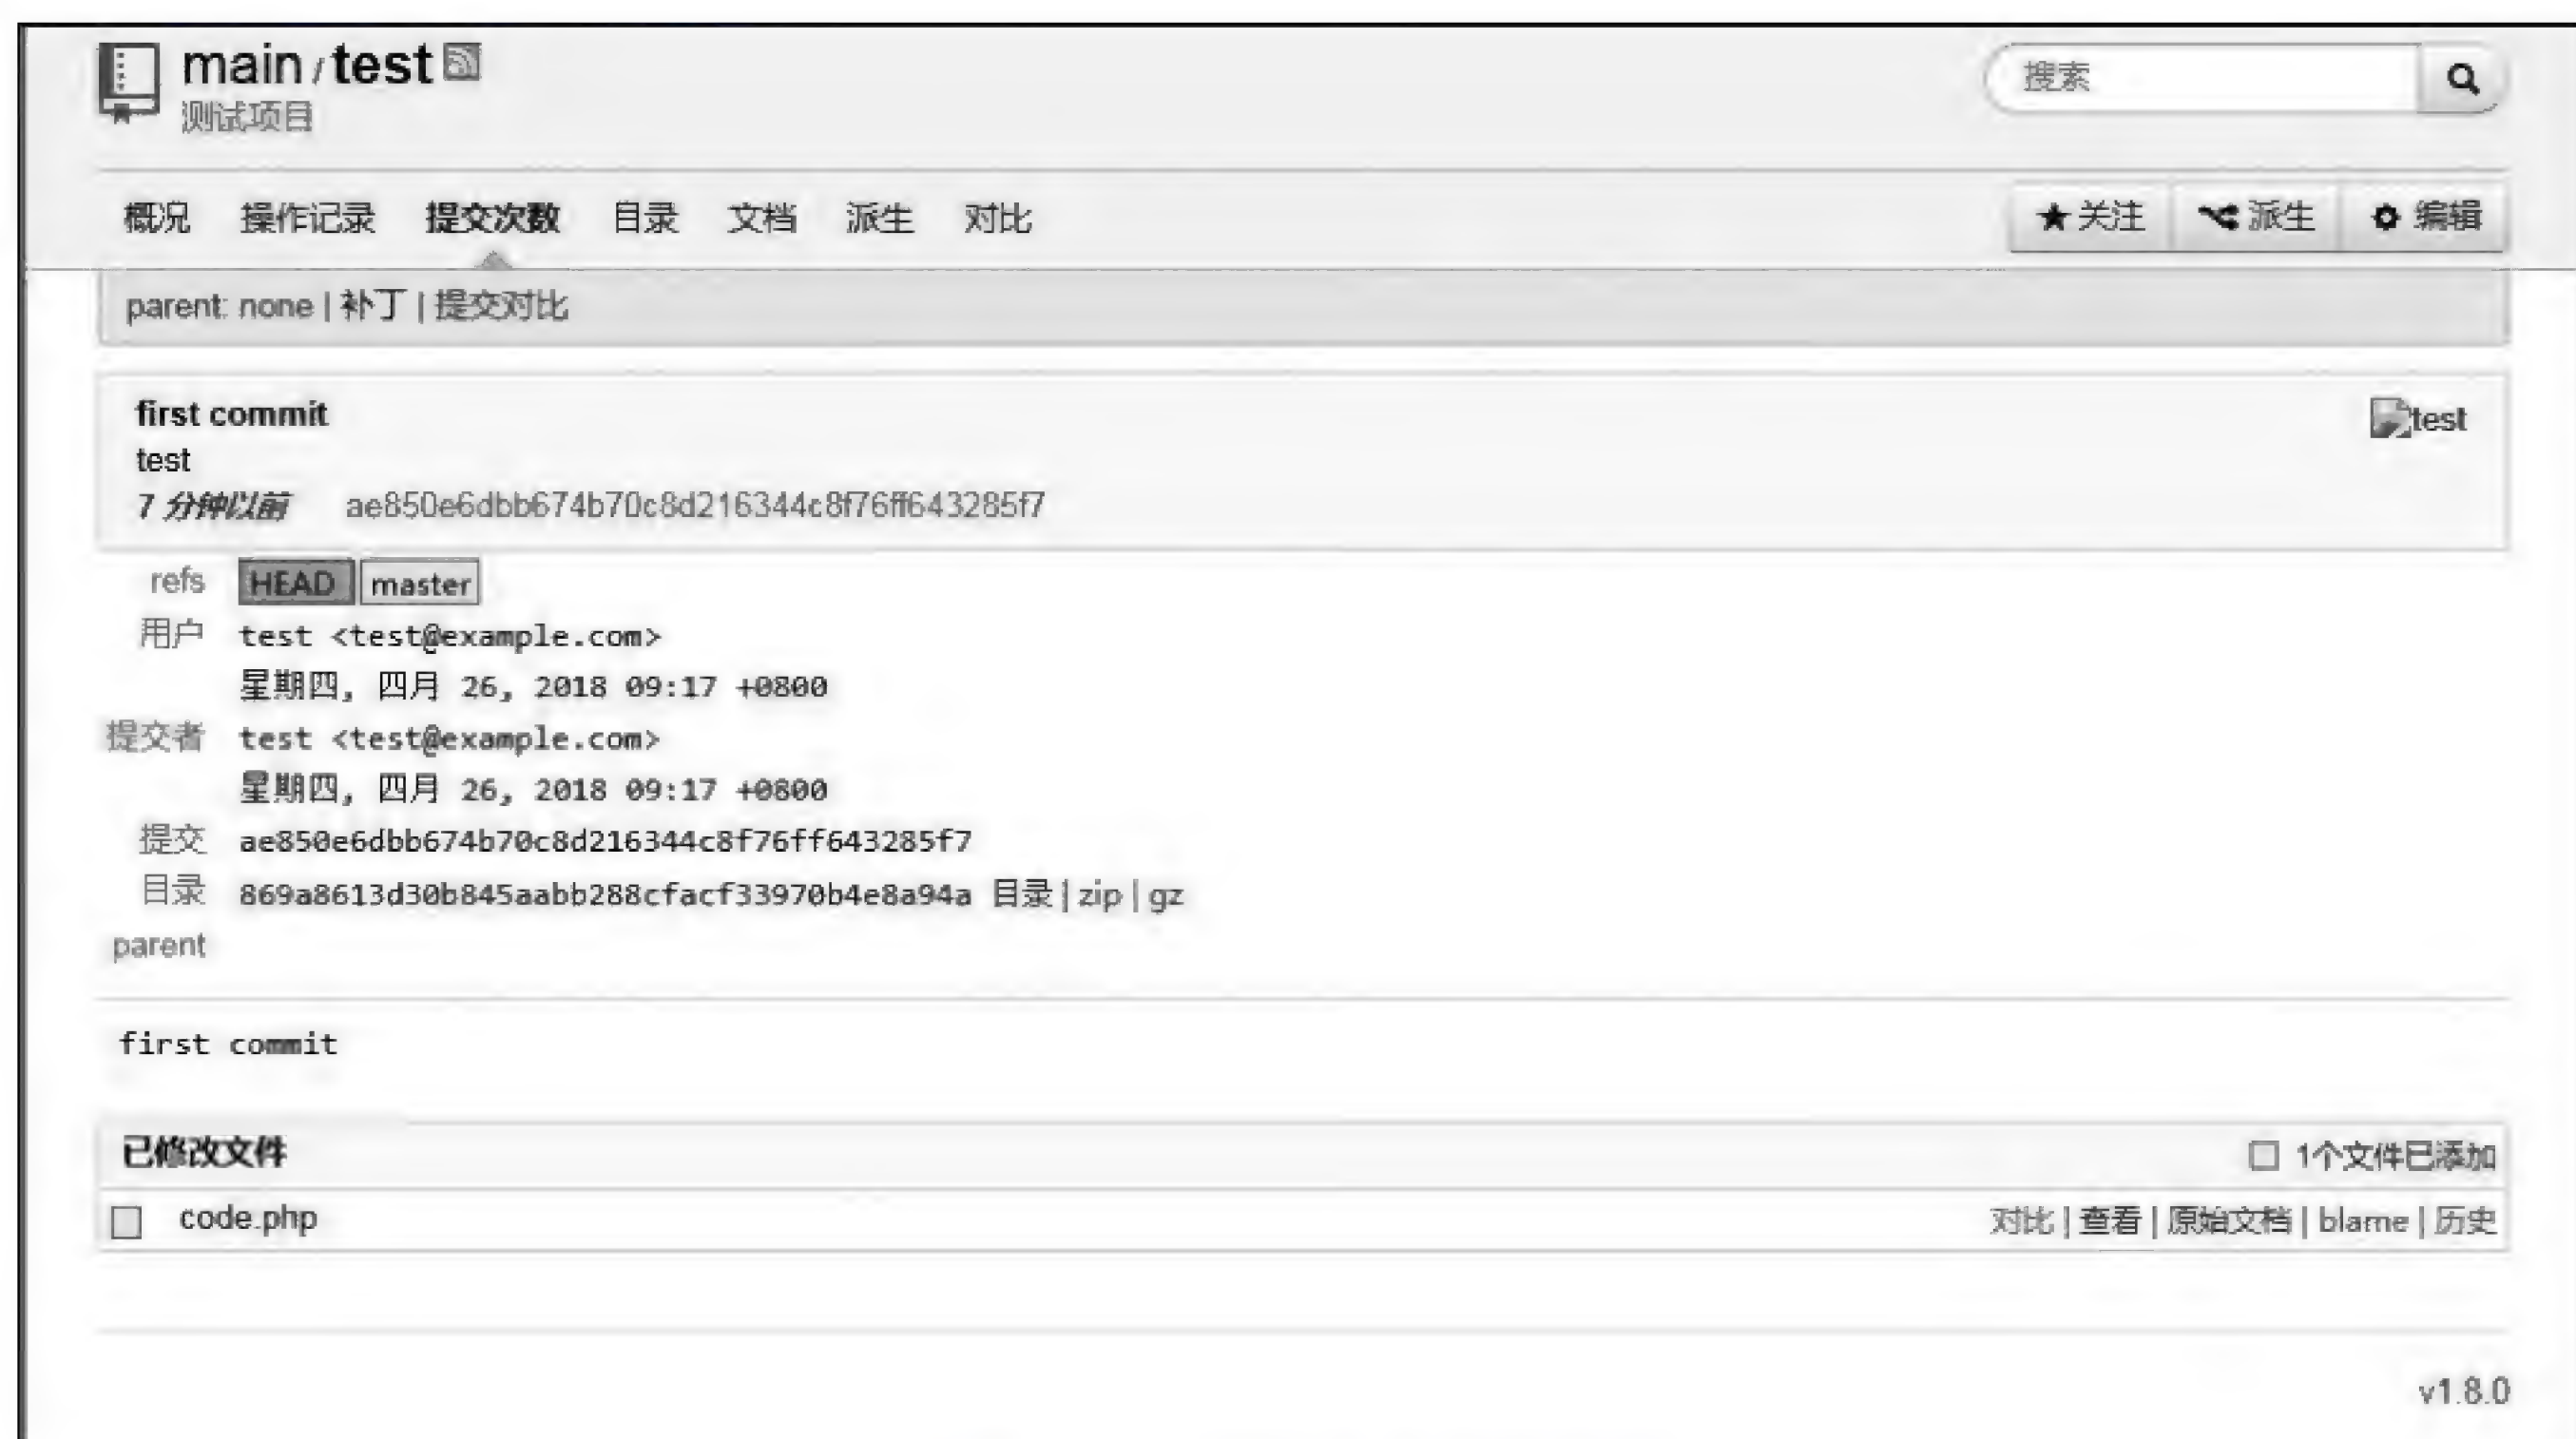 main / test
测试项目
搜索
概况 操作记录 提交次数 目录 文档 派生 对比 关注 派生 编辑
parent: none | 补丁 | 提交对比
first commit test
test
7 分钟以前 ae850e6dbb674b70c8d216344c8f76ff643285f7
refs HEAD master
用户 test <test@example.com>
星期四, 四月 26, 2018 09:17 +0800
提交者 test <test@example.com>
星期四, 四月 26, 2018 09:17 +0800
提交 ae850e6dbb674b70c8d216344c8f76ff643285f7
目录 869a8613d30b845aabb288cfacf33970b4e8a94a 目录 | zip | gz
parent
first commit
已修改文件 1个文件已添加
code.php 对比 | 查看 | 原始文档 | blame | 历史
v1.8.0